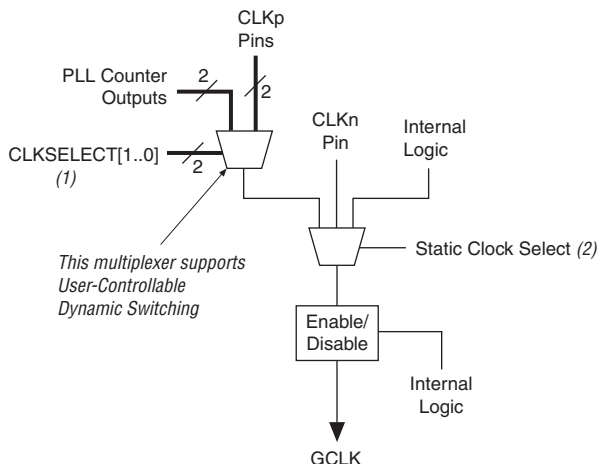 CLKp
Pins
PLL Counter
Outputs
2
2
CLKn
Pin
Internal
Logic
CLKSELECT[1..0]
(1)
2
Static Clock Select (2)
This multiplexer supports
User-Controllable
Dynamic Switching
Enable/
Disable
Internal
Logic
GCLK